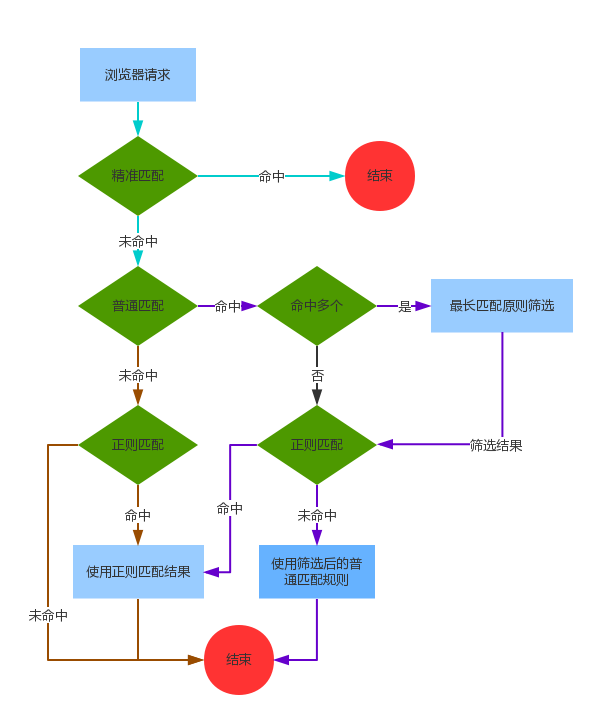 浏览器请求
精准匹配
命中
结束
未命中
普通匹配
命中
命中多个
是
最长匹配原则筛选
未命中
否
正则匹配
正则匹配
筛选结果
命中
命中
未命中
使用正则匹配结果
使用筛选后的普
通匹配规则
未命中
结束